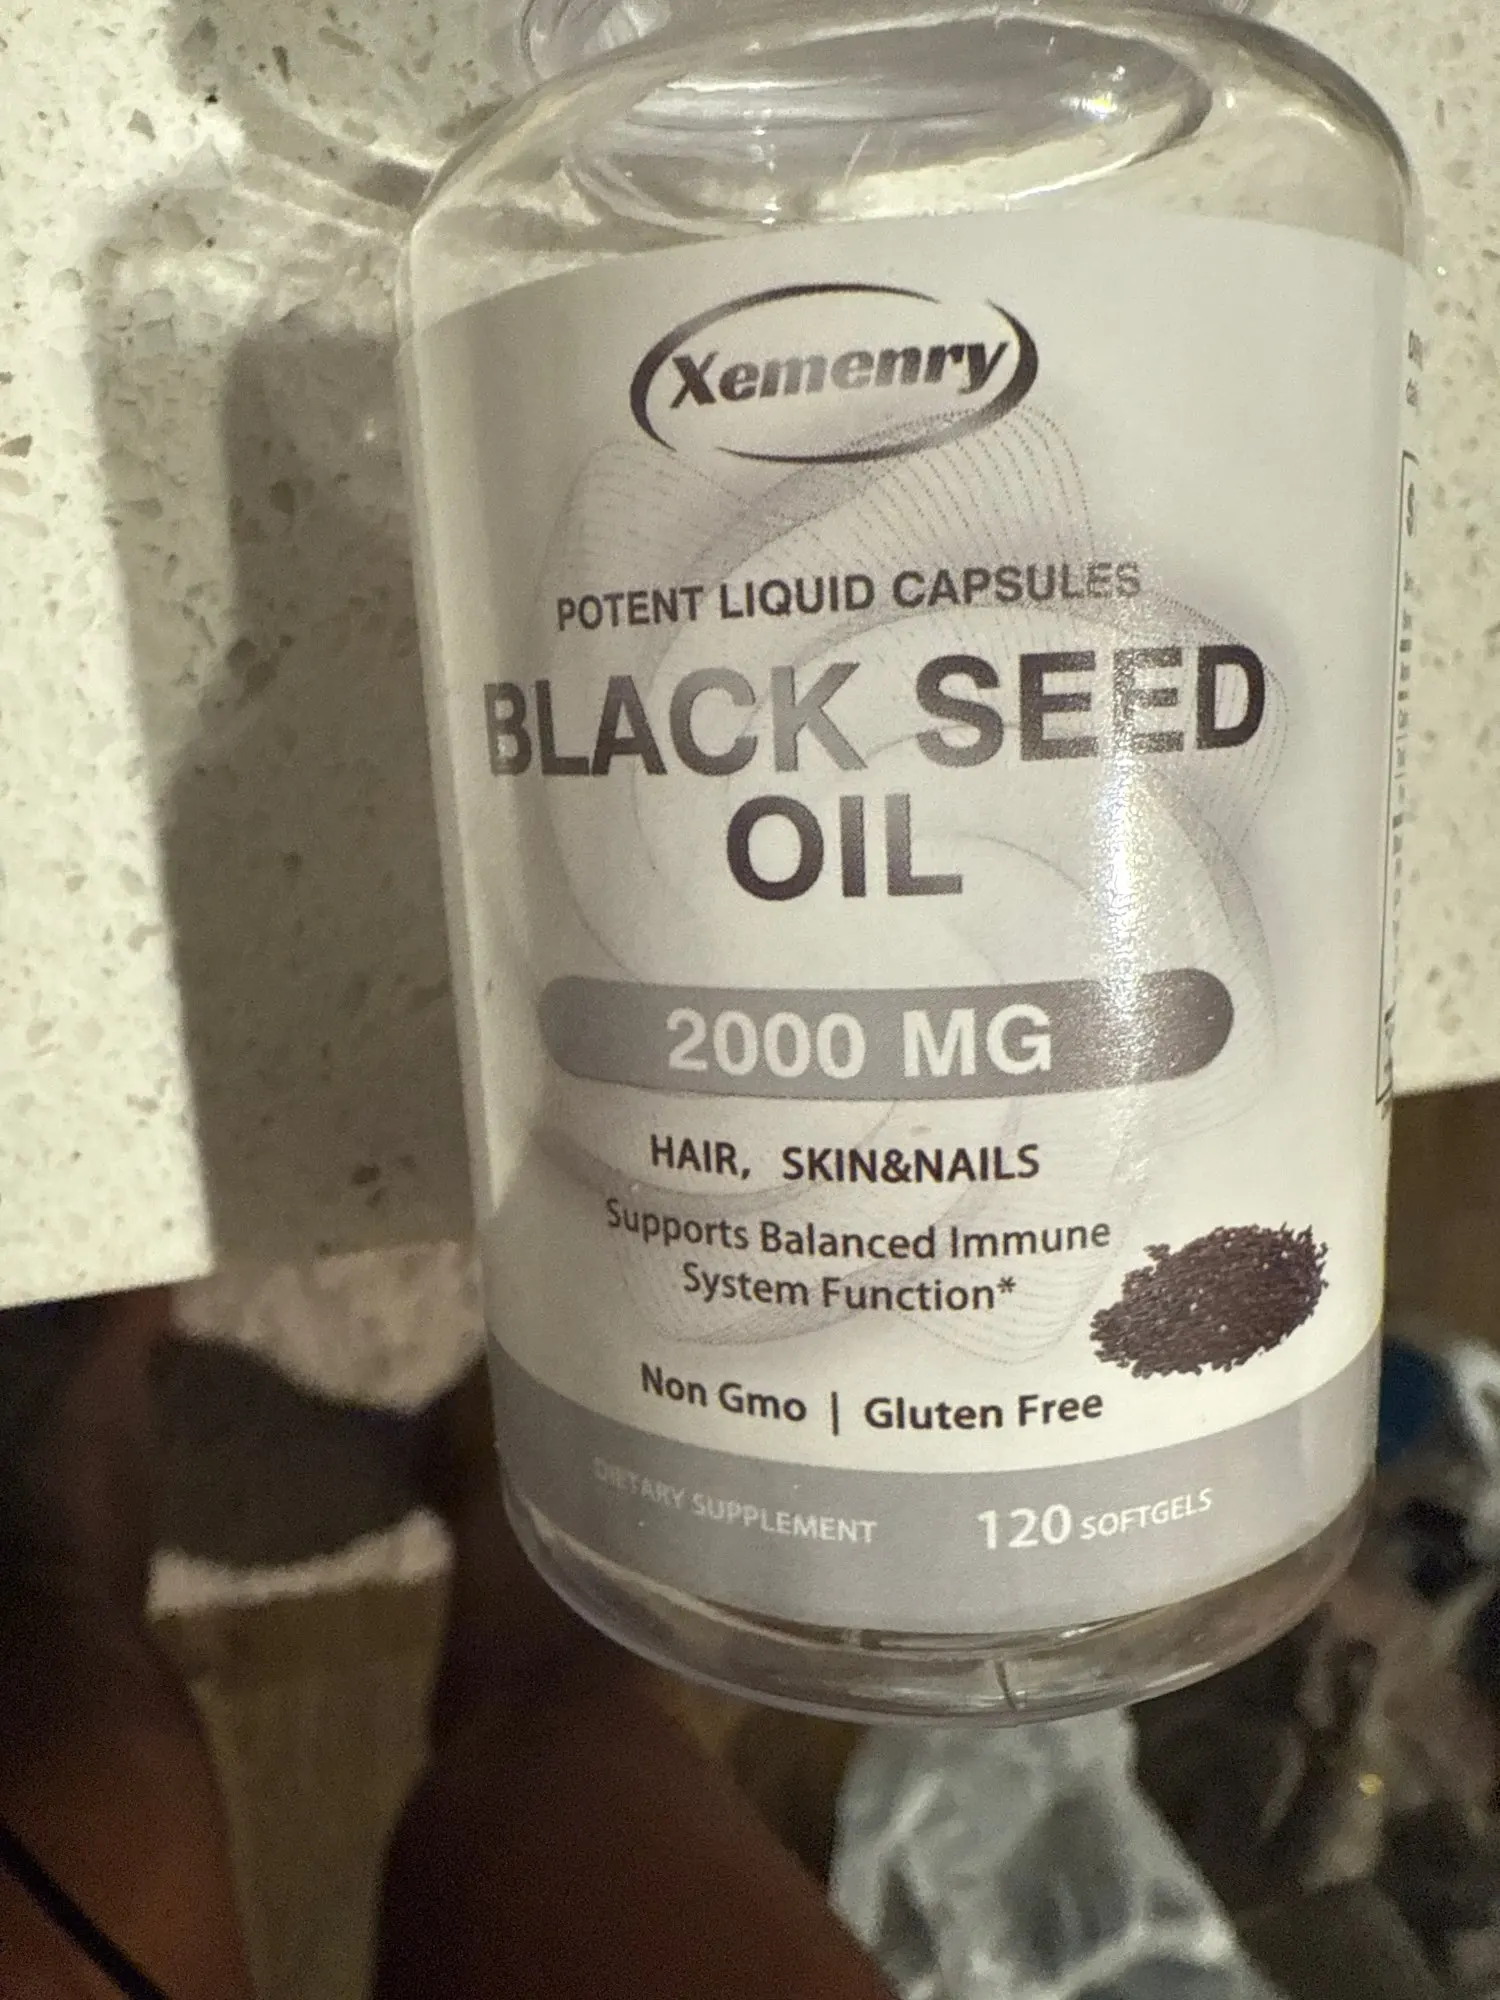 Xemenry
POTENT LIQUID CAPSULES
BLACK SEED
OIL
2000 MG
HAIR, SKIN&NAILS
Supports Balanced Immune
System Function*
Non Gmo | Gluten Free
DIETARY SUPPLEMENT 120 SOFTGELS